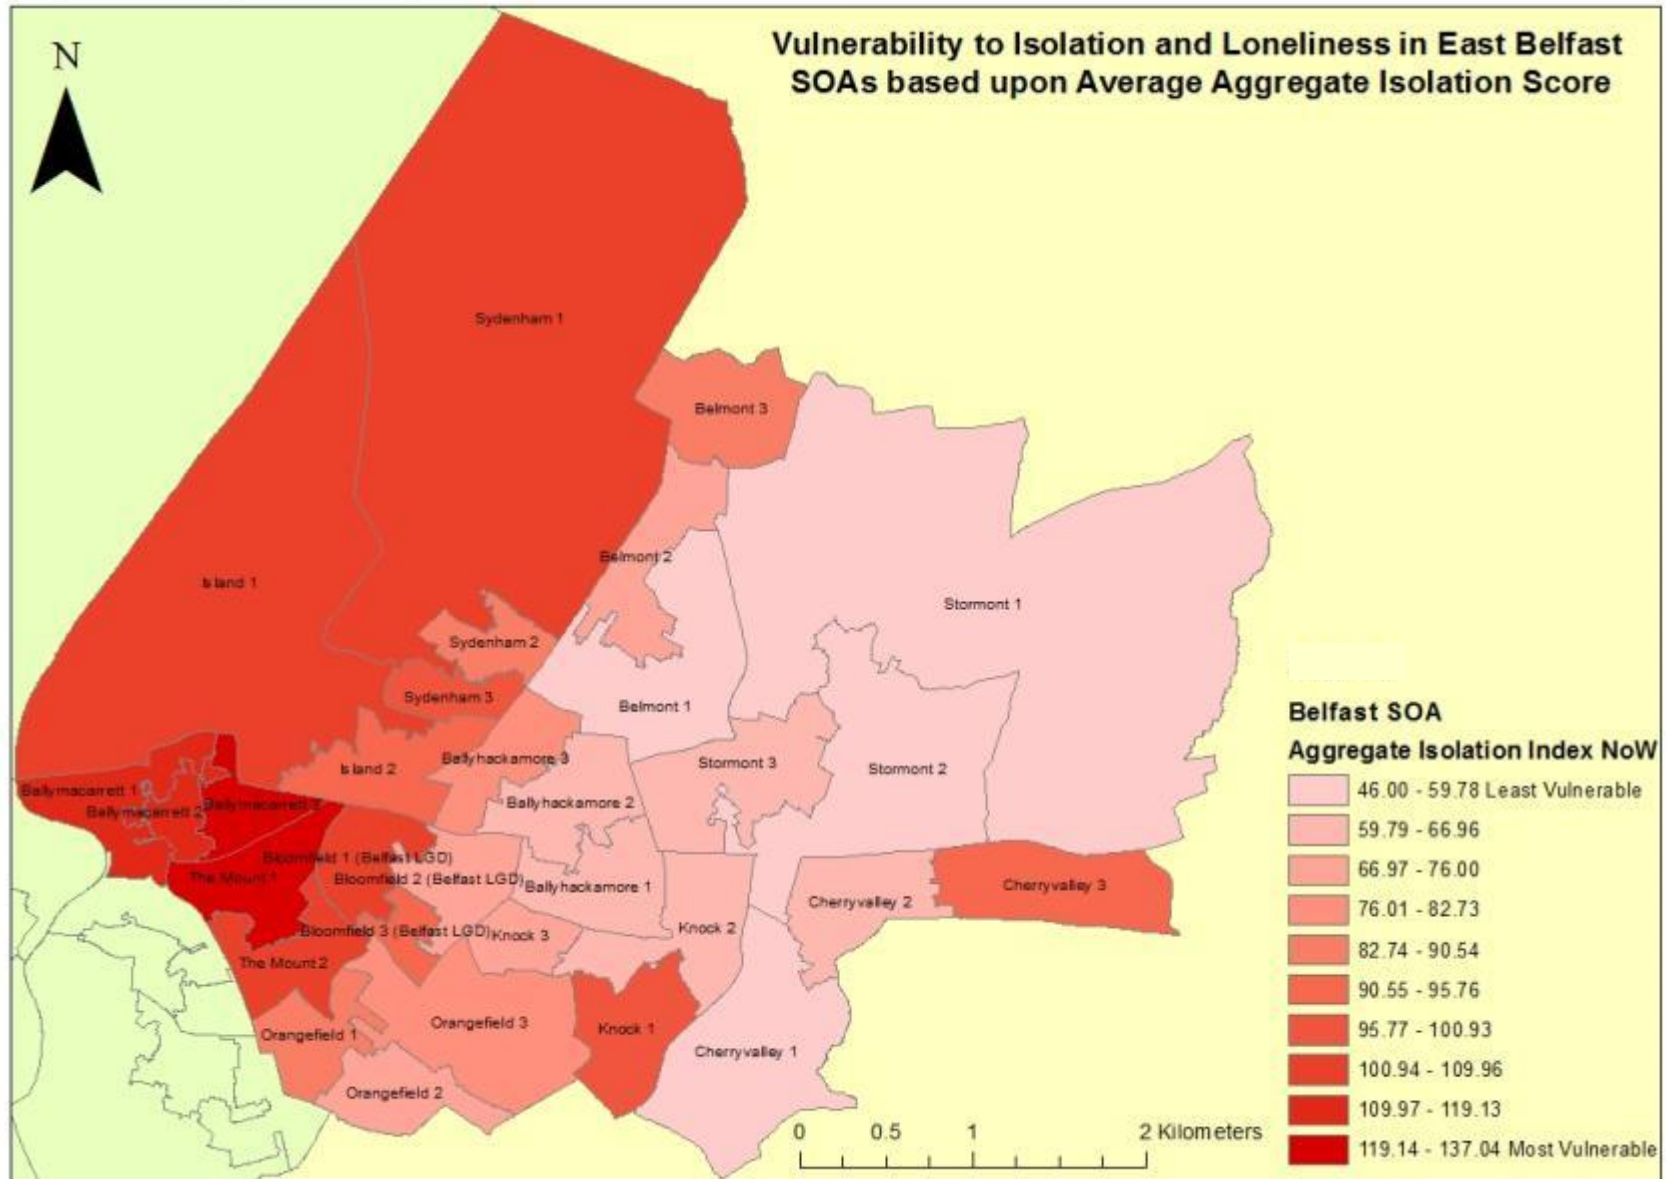 Vulnerability to Isolation and Loneliness in East Belfast
SOAs based upon Average Aggregate Isolation Score
N
Sydenham 1
Belmont 3
Belmont 2
Island 1
Stormont 1
Sydenham 2
Sydenham 3
Belmont 1
Ballyhackamore 3
Stormont 3
Island 2
Stormont 2
Ballymacarrett 1
Ballymacarrett 3
Ballyhackamore 2
Ballymacarrett 2
Bloomfield 1 (Belfast LGD)
The Mount 1
Bloomfield 2 (Belfast LGD)
Ballyhackamore 1
Cherryvalley 3
Cherryvalley 2
Bloomfield 3 (Belfast LGD)
Knock 3
Knock 2
The Mount 2
Orangefield 1
Orangefield 3
Knock 1
Cherryvalley 1
Orangefield 2
0 0.5 1 2 Kilometers
Belfast SOA
Aggregate Isolation Index NoW
46.00 - 59.78 Least Vulnerable
59.79 - 66.96
66.97 - 76.00
76.01 - 82.73
82.74 - 90.54
90.55 - 95.76
95.77 - 100.93
100.94 - 109.96
109.97 - 119.13
119.14 - 137.04 Most Vulnerable